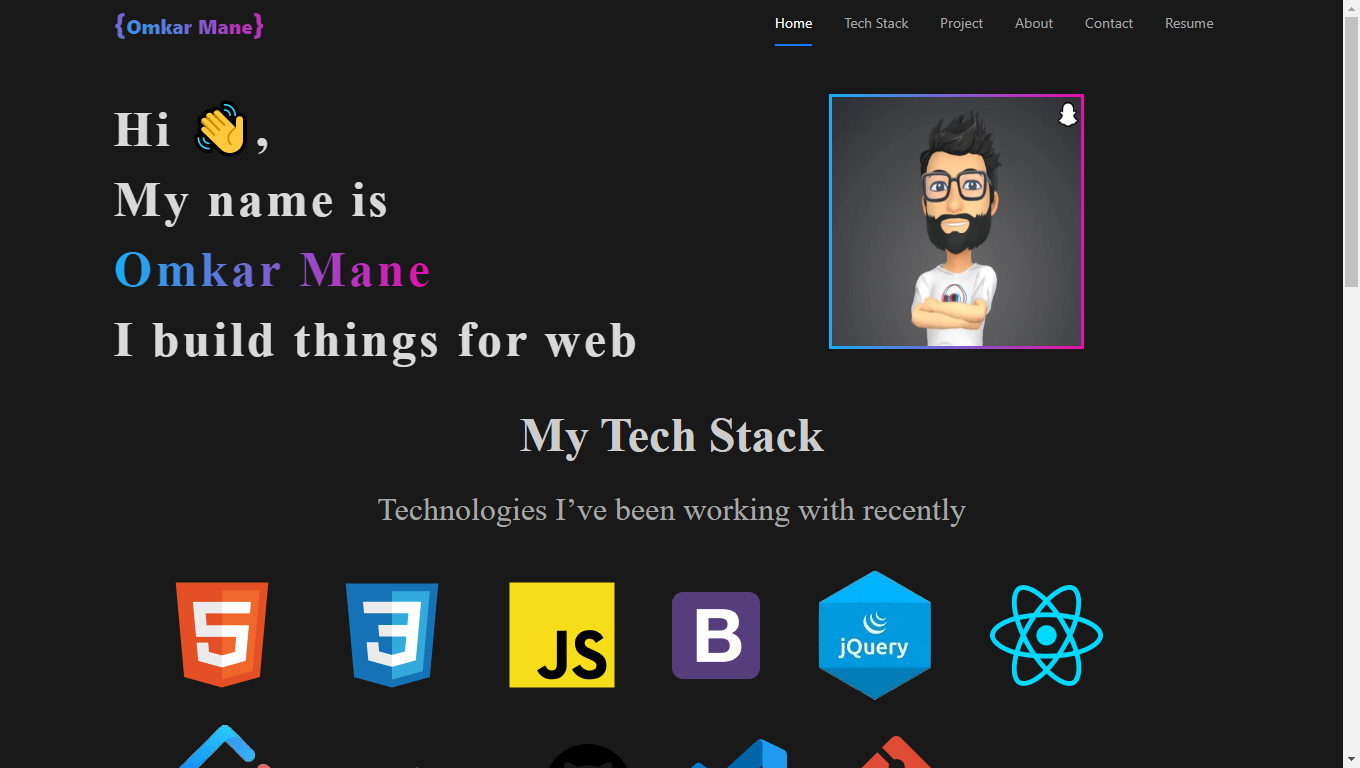 {Omkar Mane}
Home Tech Stack Project About Contact Resume
Hi 👋,
My name is
Omkar Mane
I build things for web
My Tech Stack
Technologies I’ve been working with recently
5 3 JS B jQuery